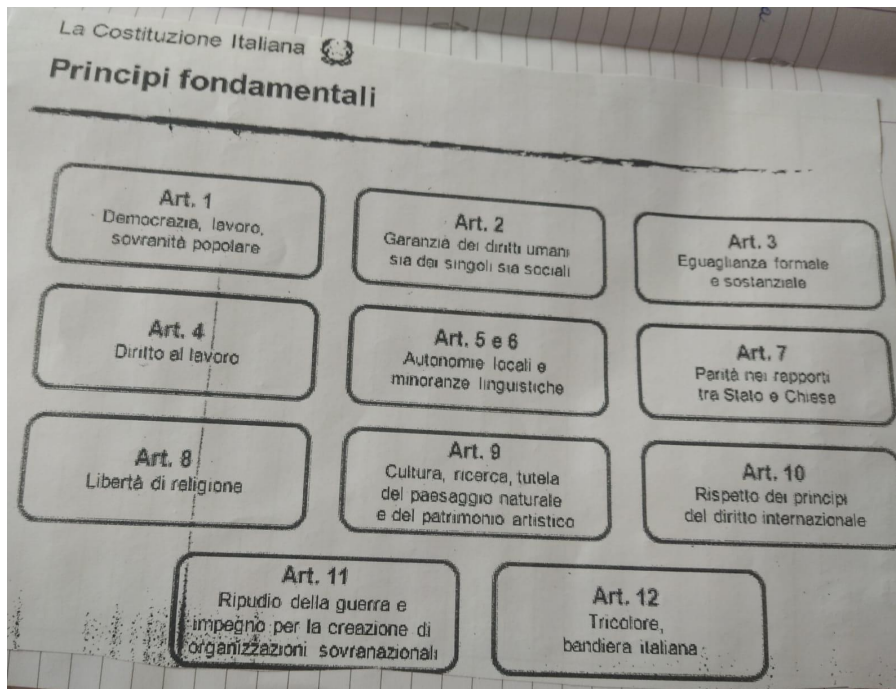 La Costituzione Italiana
Principi fondamentali
Art. 1
Democrazia, lavoro,
sovranità popolare
Art. 2
Garanzia dei diritti umani
sia dei singoli sia sociali
Art. 3
Eguaglianza formale
e sostanziale
Art. 4
Diritto al lavoro
Art. 5 e 6
Autonomie locali e
minoranze linguistiche
Art. 7
Parità nei rapporti
tra Stato e Chiesa
Art. 8
Libertà di religione
Art. 9
Cultura, ricerca, tutela
del paesaggio naturale
e del patrimonio artistico
Art. 10
Rispetto dei principi
del diritto internazionale
Art. 11
Ripudio della guerra e
impegno per la creazione di
organizzazioni sovranazionali
Art. 12
Tricolore,
bandiera italiana